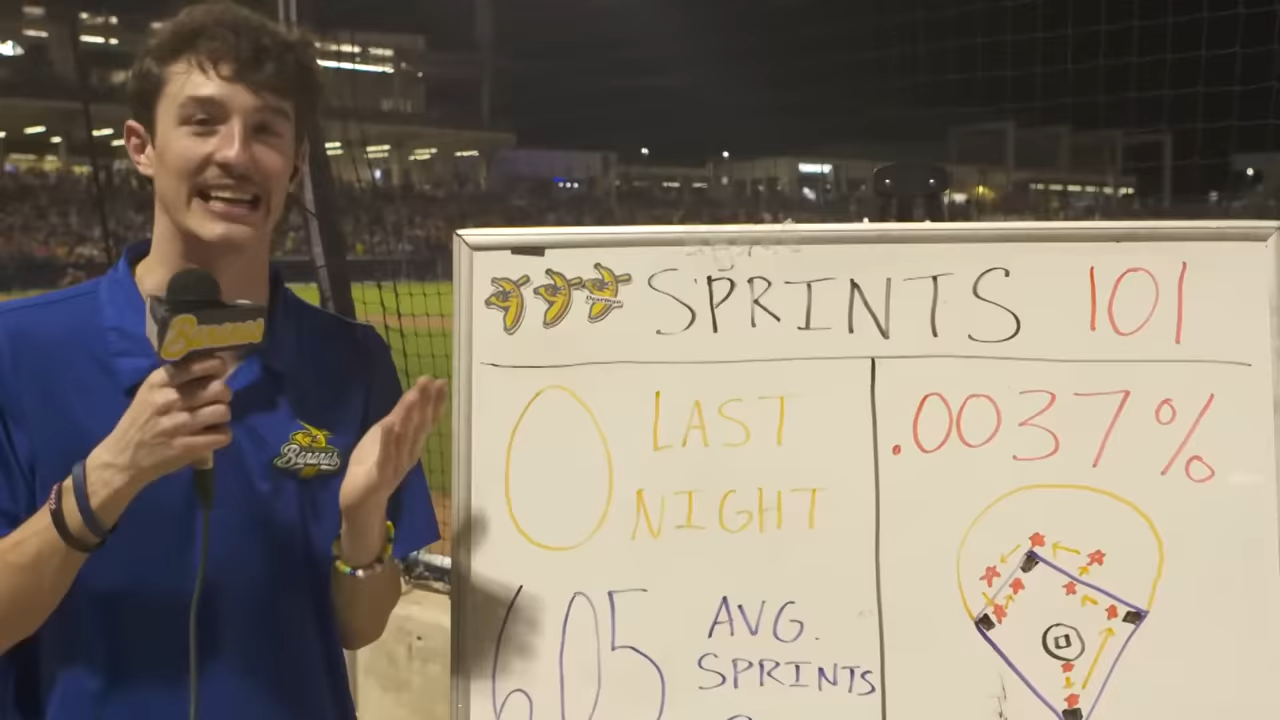 Bananas
Bananas
SPRINTS 101
0 LAST
NIGHT
.0037%
605 AVG.
SPRINTS